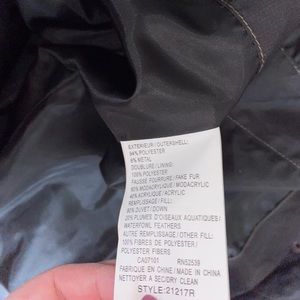 EXTERIEUR/OUTERSHELL:
94% POLYESTER
6% METAL
DOUBLURE/LINING:
100% POLYESTER
FAUSSE FOURRURE/FAKE FUR
60% MODACRYLIQUE/MODACRYLIC
40% ACRYLIQUE/ACRYLIC
REMPLISSAGE/FILL:
80% DUVET/DOWN
20% PLUMES D'OISEAUX AQUATIQUES/
WATERFOWL FEATHERS
AUTRE REMPLISSAGE/OTHER FILL:
100% FIBRES DE POLYESTER/
POLYESTER FIBERS
CA07101 RN52539
FABRIQUE EN CHINE/MADE IN CHINA
NETTOYER A SEC/DRY CLEAN
STYLE:21217R